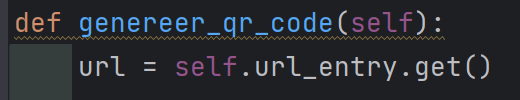 def genereer_qr_code(self):
    url = self.url_entry.get()